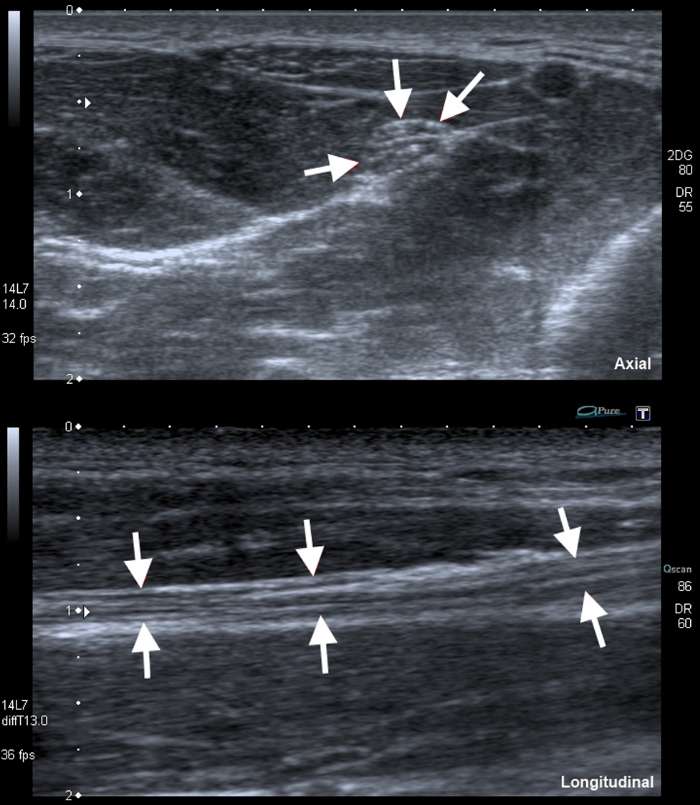 0
1
2DG
80
DR
55
14L7
14.0
32 fps
Axial
2
APure
T
0
Qscan
86
1
DR
60
14L7
diffT13.0
36 fps
Longitudinal
2